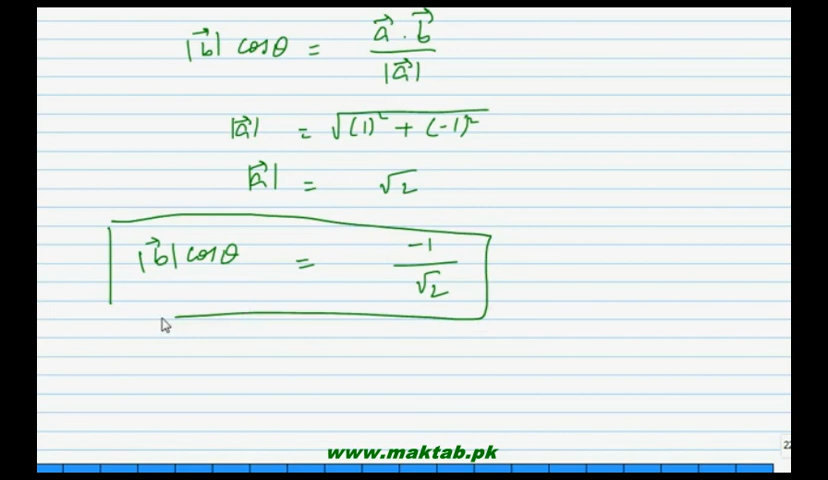 |b⃗| cosθ = a⃗ . b⃗ / |a⃗|
|a⃗| = √(1)² + (-1)²
|a⃗| = √2
|b⃗| cosθ = -1 / √2
www.maktab.pk